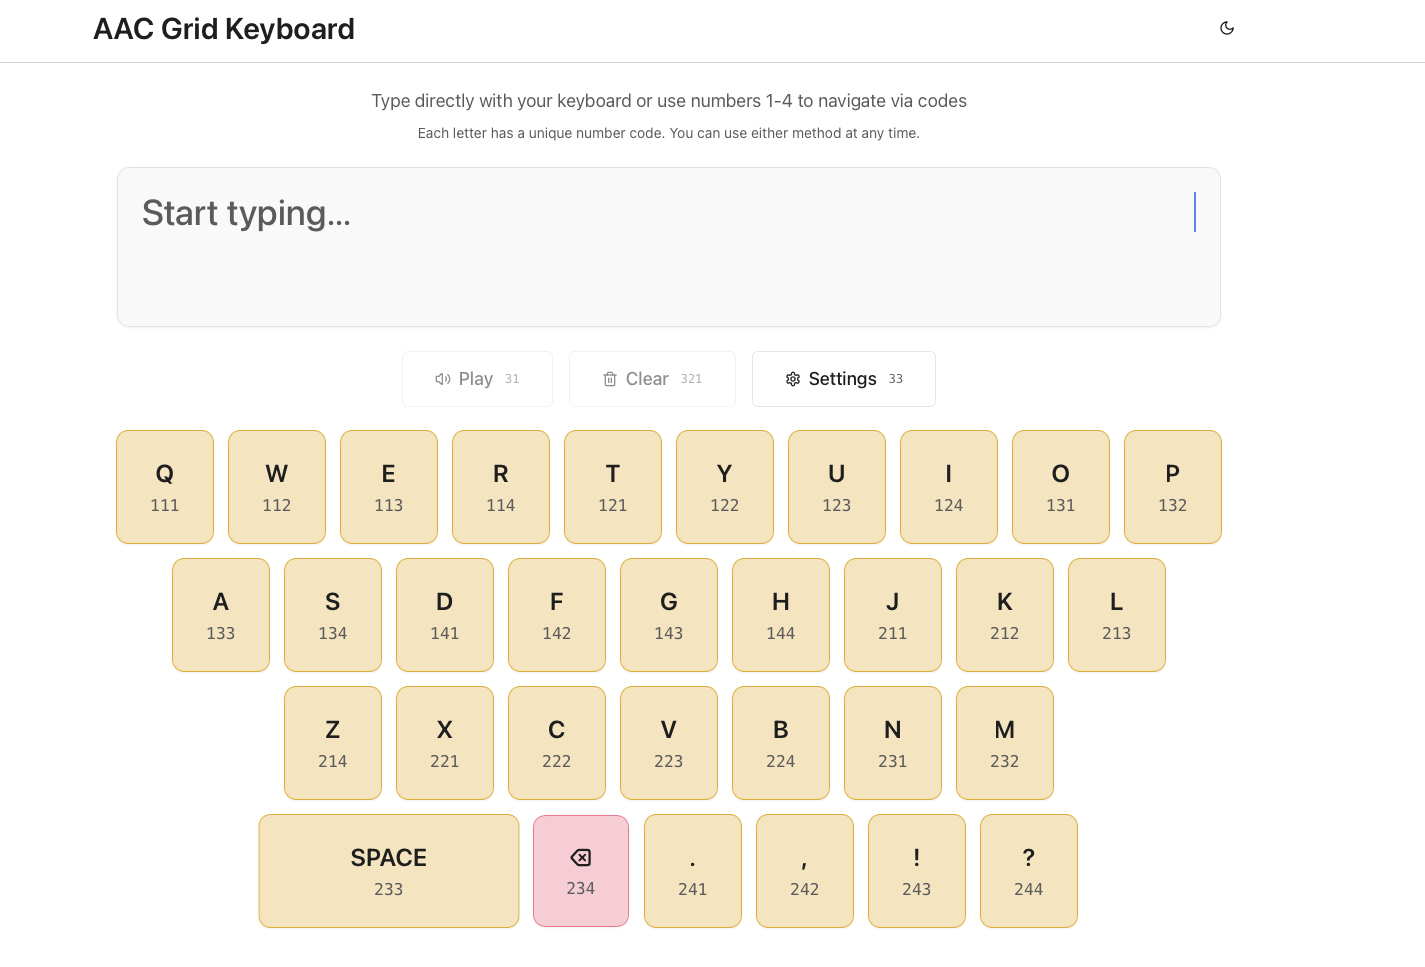 AAC Grid Keyboard
Type directly with your keyboard or use numbers 1-4 to navigate via codes
Each letter has a unique number code. You can use either method at any time.
Start typing...
Play 31 Clear 321 Settings 33
Q W E R T Y U I O P
111 112 113 114 121 122 123 124 131 132
A S D F G H J K L
133 134 141 142 143 144 211 212 213
Z X C V B N M
214 221 222 223 224 231 232
SPACE . , ! ?
233 234 241 242 243 244